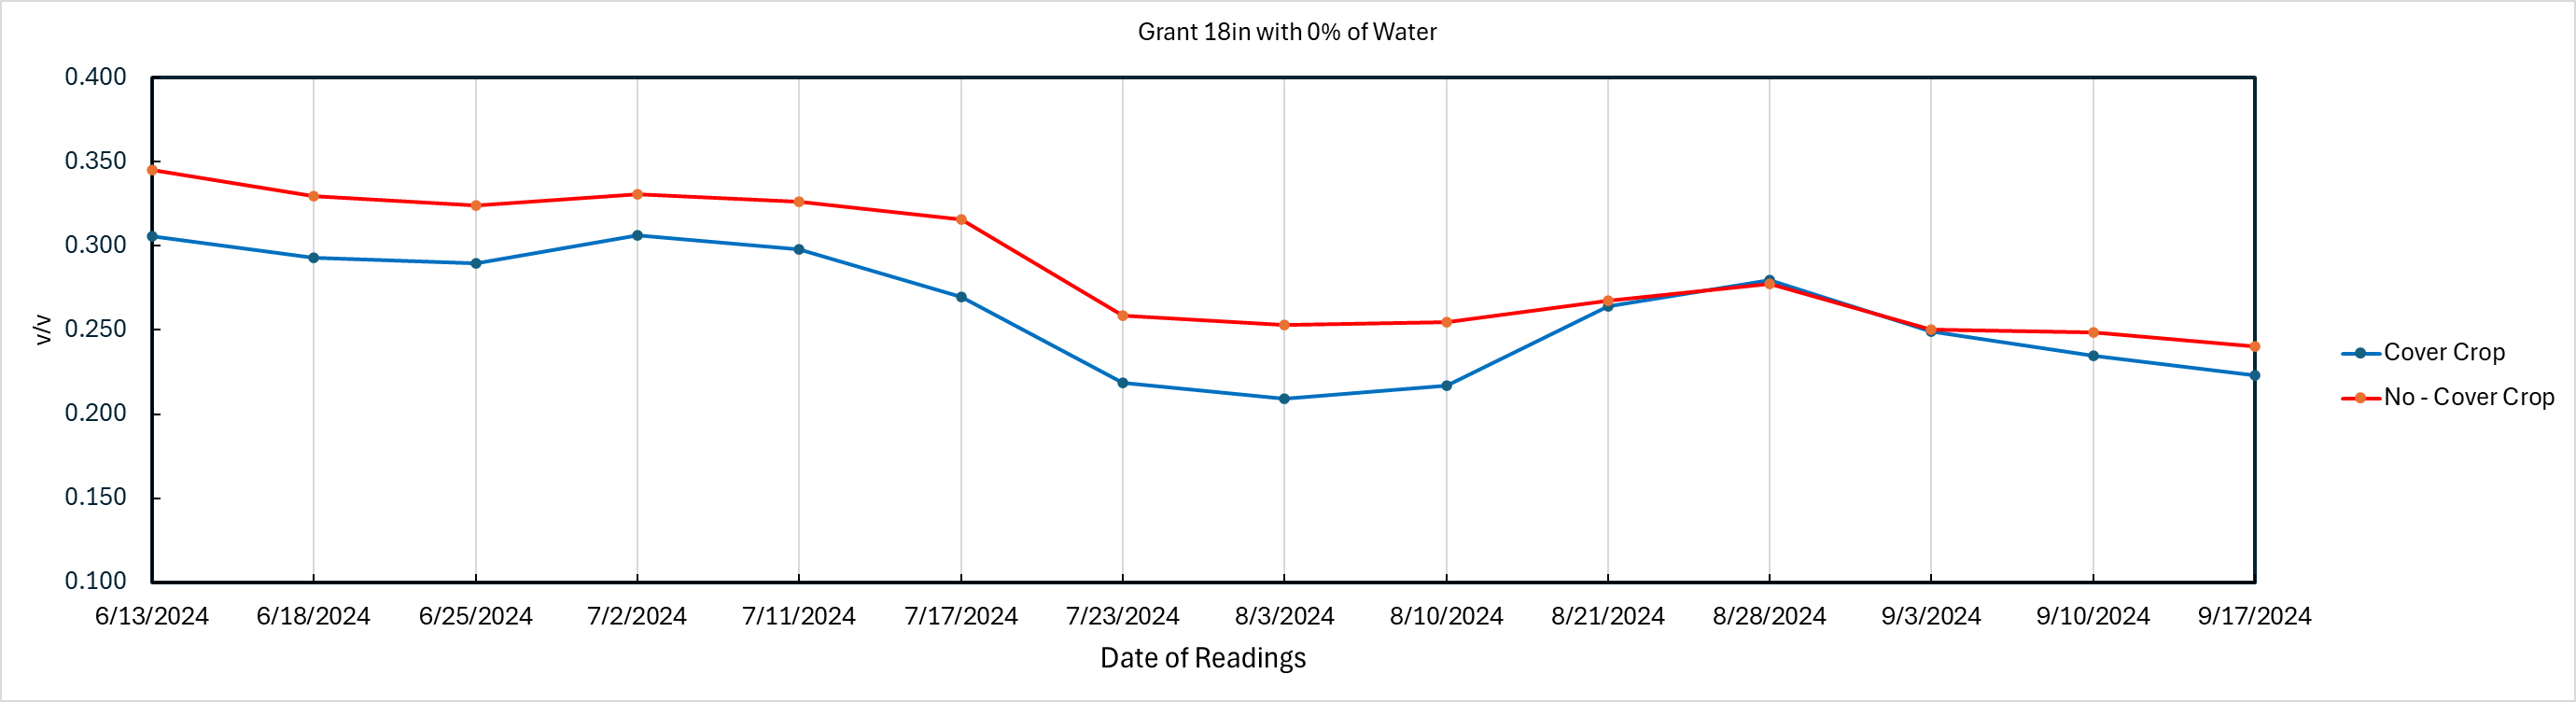 Grant 18in with 0% of Water
0.400
0.350
0.300
0.250
0.200
0.150
0.100
v/v
6/13/2024 6/18/2024 6/25/2024 7/2/2024 7/11/2024 7/17/2024 7/23/2024 8/3/2024 8/10/2024 8/21/2024 8/28/2024 9/3/2024 9/10/2024 9/17/2024
Date of Readings
Cover Crop
No - Cover Crop